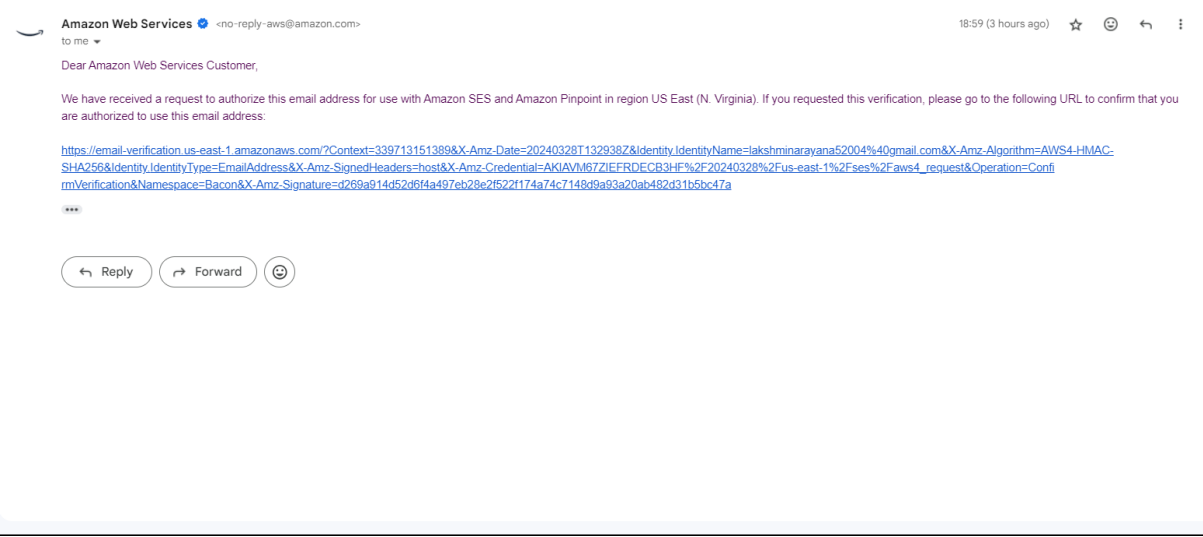 Amazon Web Services <no-reply-aws@amazon.com> 18:59 (3 hours ago)
to me
Dear Amazon Web Services Customer,
We have received a request to authorize this email address for use with Amazon SES and Amazon Pinpoint in region US East (N. Virginia). If you requested this verification, please go to the following URL to confirm that you
are authorized to use this email address:
https://email-verification.us-east-1.amazonaws.com/?Context=339713151389&X-Amz-Date=20240328T132938Z&Identity.IdentityName=lakshminarayana52004%40gmail.com&X-Amz-Algorithm=AWS4-HMAC-
SHA256&Identity.IdentityType=EmailAddress&X-Amz-SignedHeaders=host&X-Amz-Credential=AKIAVM67ZIEFRDECB3HF%2F20240328%2Fus-east-1%2Fses%2Faws4_request&Operation=Confi
rmVerification&Namespace=Bacon&X-Amz-Signature=d269a914d52d6f4a497eb28e2f522f174a74c7148d9a93a20ab482d31b5bc47a
Reply Forward